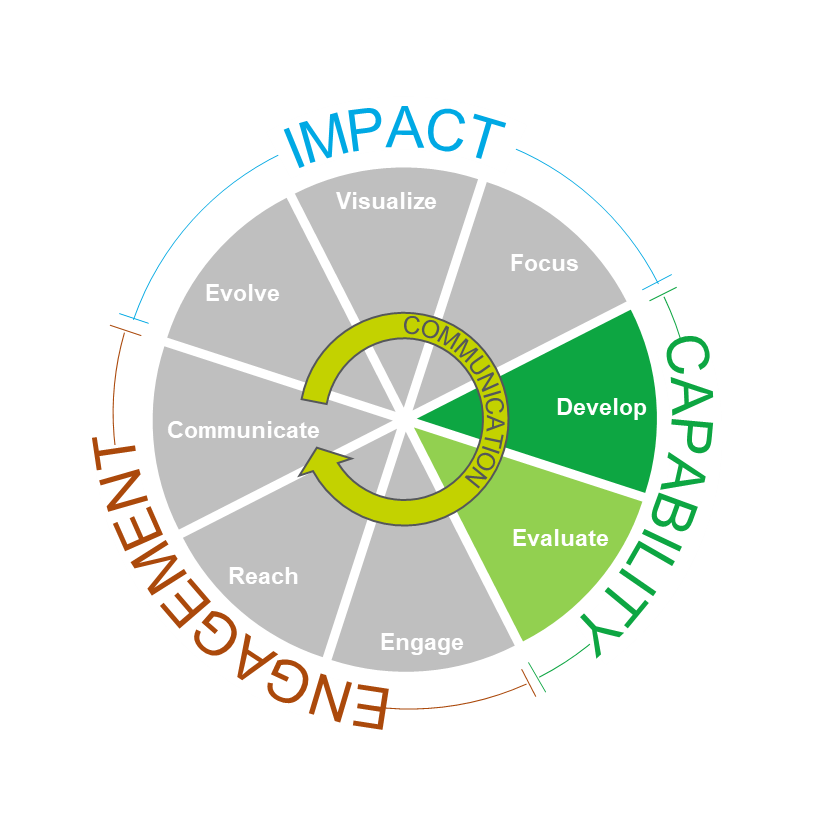 IMPACT
Visualize
Focus
Evolve
COMMUNICATION
CAPABILITY
Develop
Communicate
Evaluate
Reach
Engage
ENGAGEMENT